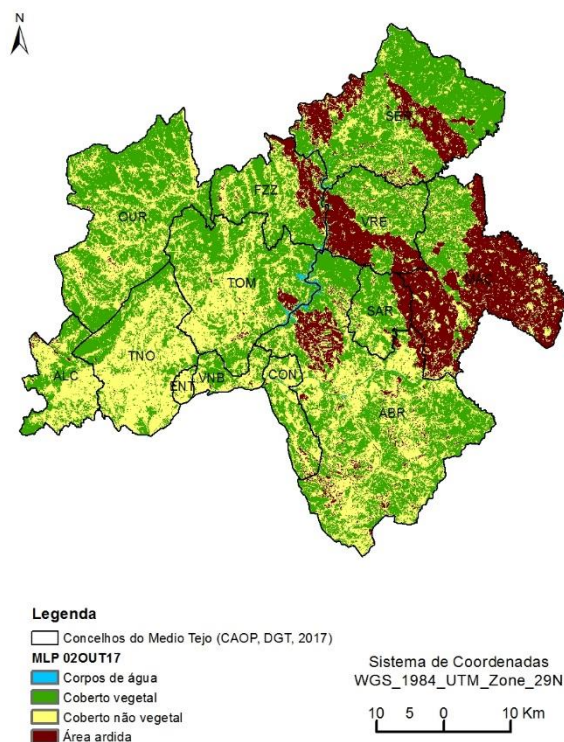 N
SER
FZZ
VRE
OUR
TOM
SAR
TNO
ALC
ENT
VNB
CON
ABR
Legenda
Concelhos do Medio Tejo (CAOP, DGT, 2017)
MLP 02OUT17
Corpos de água
Coberto vegetal
Coberto não vegetal
Área ardida
Sistema de Coordenadas
WGS_1984_UTM_Zone_29N
10 5 0 10 Km